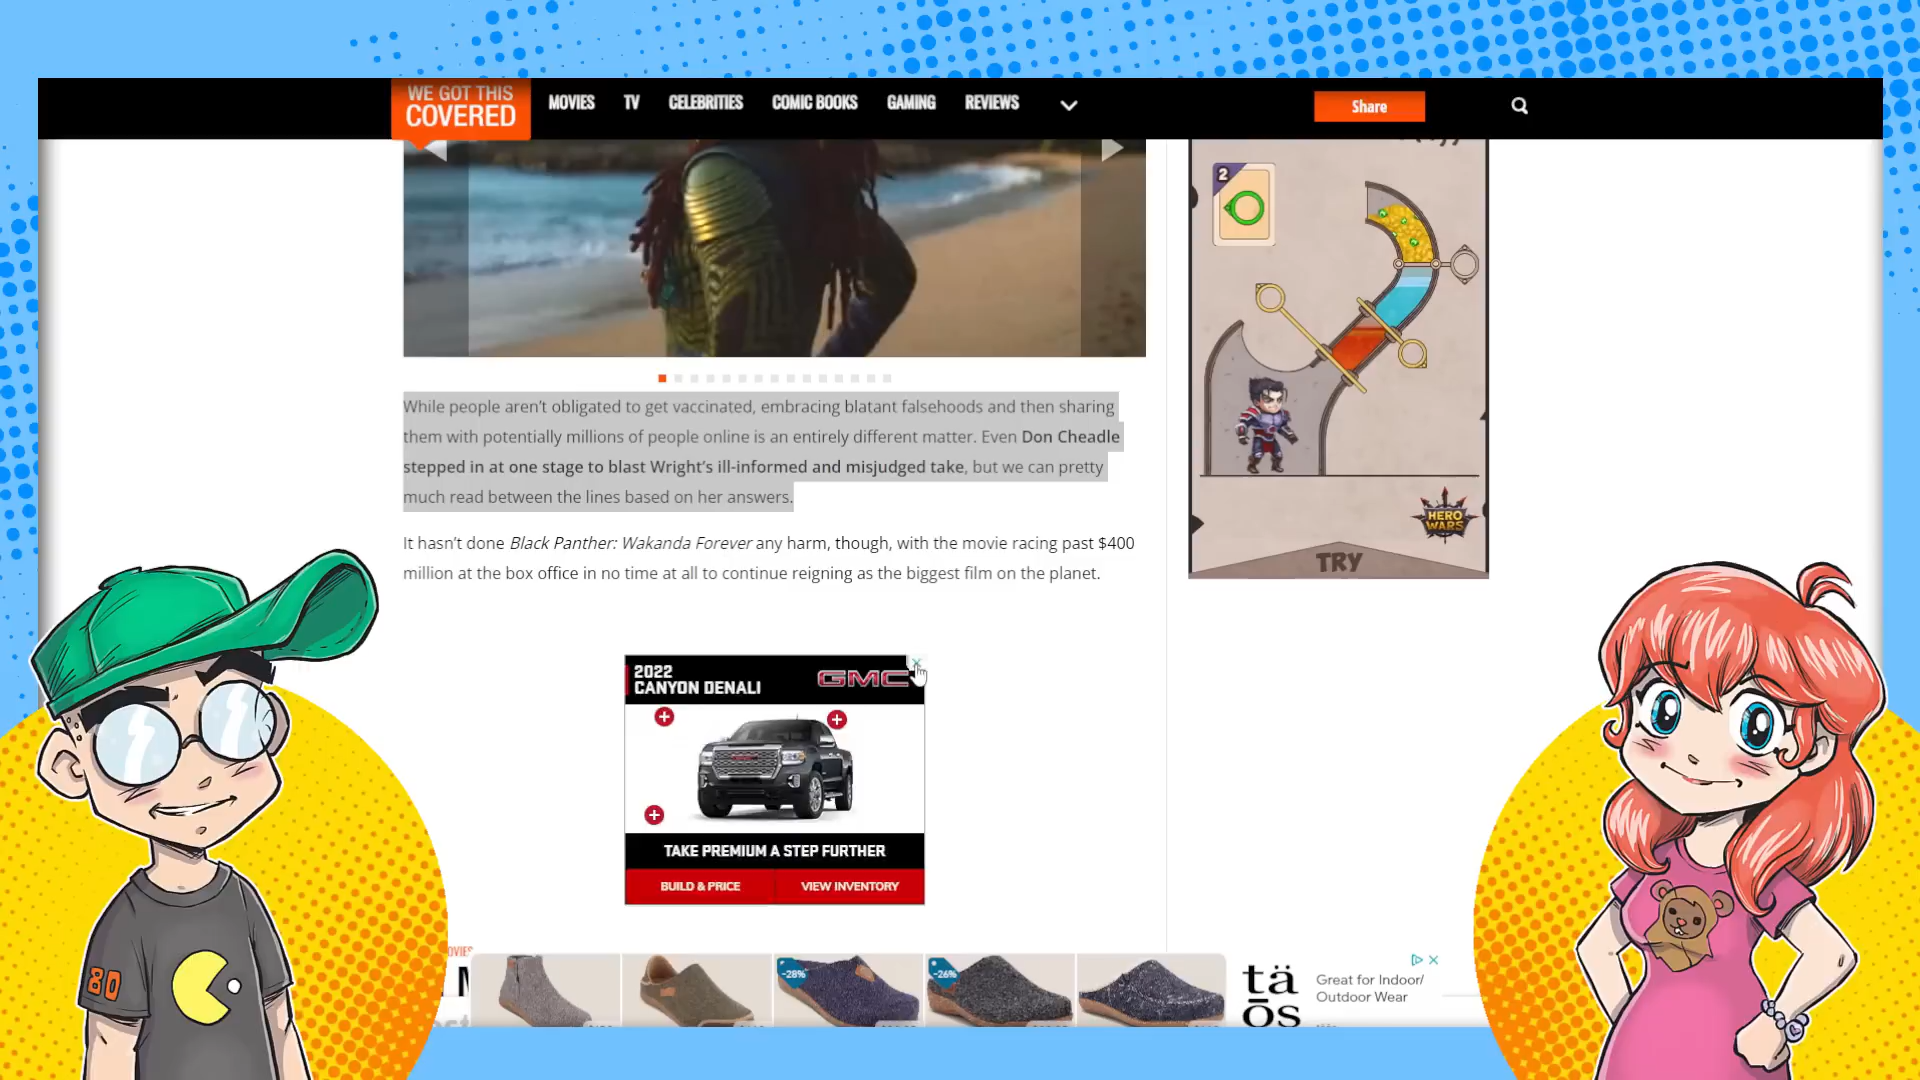 WE GOT THIS
COVERED
MOVIES
TV
CELEBRITIES
COMIC BOOKS
GAMING
REVIEWS
Share
2
While people aren't obligated to get vaccinated, embracing blatant falsehoods and then sharing
them with potentially millions of people online is an entirely different matter. Even Don Cheadle
stepped in at one stage to blast Wright's ill-informed and misjudged take, but we can pretty
much read between the lines based on her answers.
HERO
WARS
TRY
It hasn't done Black Panther: Wakanda Forever any harm, though, with the movie racing past $400
million at the box office in no time at all to continue reigning as the biggest film on the planet.
2022
CANYON DENALI
GMC
TAKE PREMIUM A STEP FURTHER
BUILD & PRICE
VIEW INVENTORY
-28%
-26%
täōs
Great for Indoor/
Outdoor Wear
80